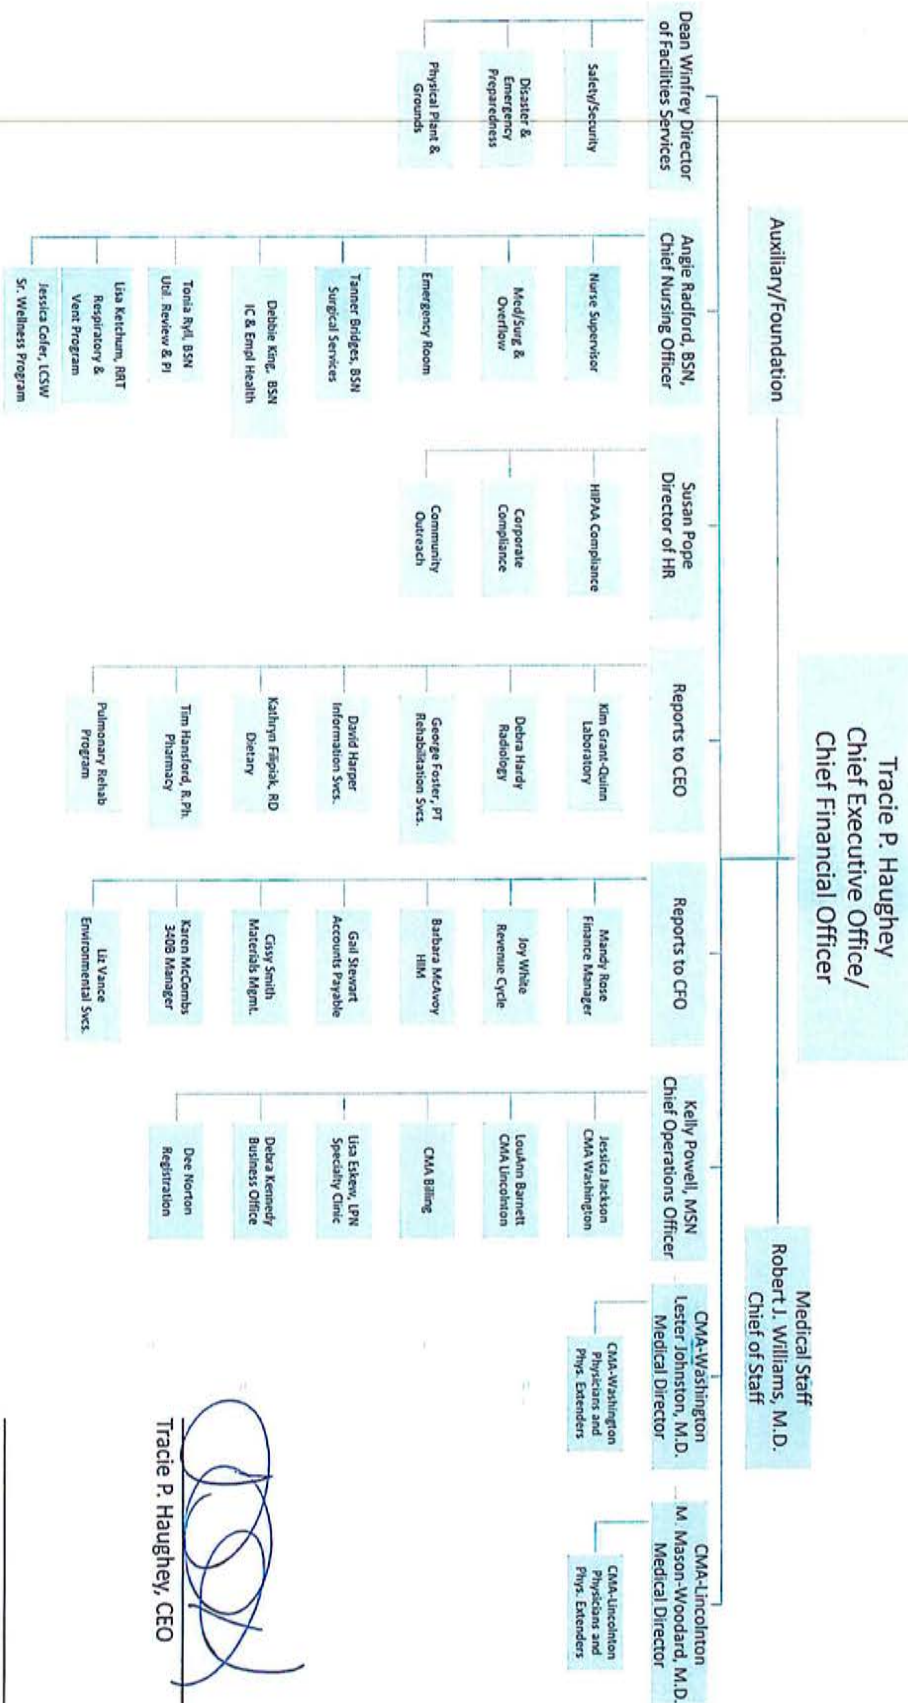 Tracie P. Haughey
Chief Executive Office/
Chief Financial Officer
Auxiliary/Foundation
Medical Staff
Robert J. Williams, M.D.
Chief of Staff
Dean Winfrey Director
of Facilities Services
Safety/Security
Disaster &
Emergency
Preparedness
Physical Plant &
Grounds
Angie Radford, BSN,
Chief Nursing Officer
Nurse Supervisor
Med/Surg &
Overflow
Emergency Room
Tanner Bridges, BSN
Surgical Services
Debbie King, BSN
IC & Empl Health
Tonia Ryll, BSN
Util. Review & PI
Lisa Ketchum, RRT
Respiratory &
Vent Program
Jessica Cofer, LCSW
Sr. Wellness Program
Susan Pope
Director of HR
HIPAA Compliance
Corporate
Compliance
Community
Outreach
Reports to CEO
Kim Grant-Quinn
Laboratory
Debra Hardy
Radiology
George Foster, PT
Rehabilitation Svcs.
David Harper
Information Svcs.
Kathryn Filipiak, RD
Dietary
Tim Hansford, R.Ph.
Pharmacy
Pulmonary Rehab
Program
Reports to CFO
Mandy Rose
Finance Manager
Joy White
Revenue Cycle
Barbara McAvoy
HIM
Gail Stewart
Accounts Payable
Cissy Smith
Materials Mgmt.
Karen McCombs
340B Manager
Liz Vance
Environmental Svcs.
Kelly Powell, MSN
Chief Operations Officer
Jessica Jackson
CMA Washington
LouAnn Barnett
CMA Lincolnton
CMA Billing
Lisa Eskew, LPN
Specialty Clinic
Debra Kennedy
Business Office
Dee Norton
Registration
CMA-Washington
Lester Johnston, M.D.
Medical Director
CMA-Washington
Physicians and
Phys. Extenders
CMA-Lincolnton
M. Mason-Woodard, M.D.
Medical Director
CMA-Lincolnton
Physicians and
Phys. Extenders
Tracie P. Haughey, CEO